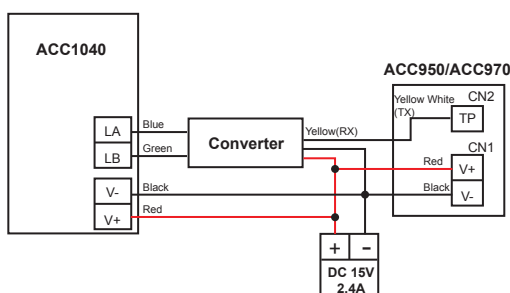 ACC1040
ACC950/ACC970
Yellow White
(TX)
CN2
TP
LA
Blue
Converter
Yellow(RX)
LB
Green
CN1
Red
V+
V-
Black
Black
V-
V+
Red
+
-
DC 15V
2.4A